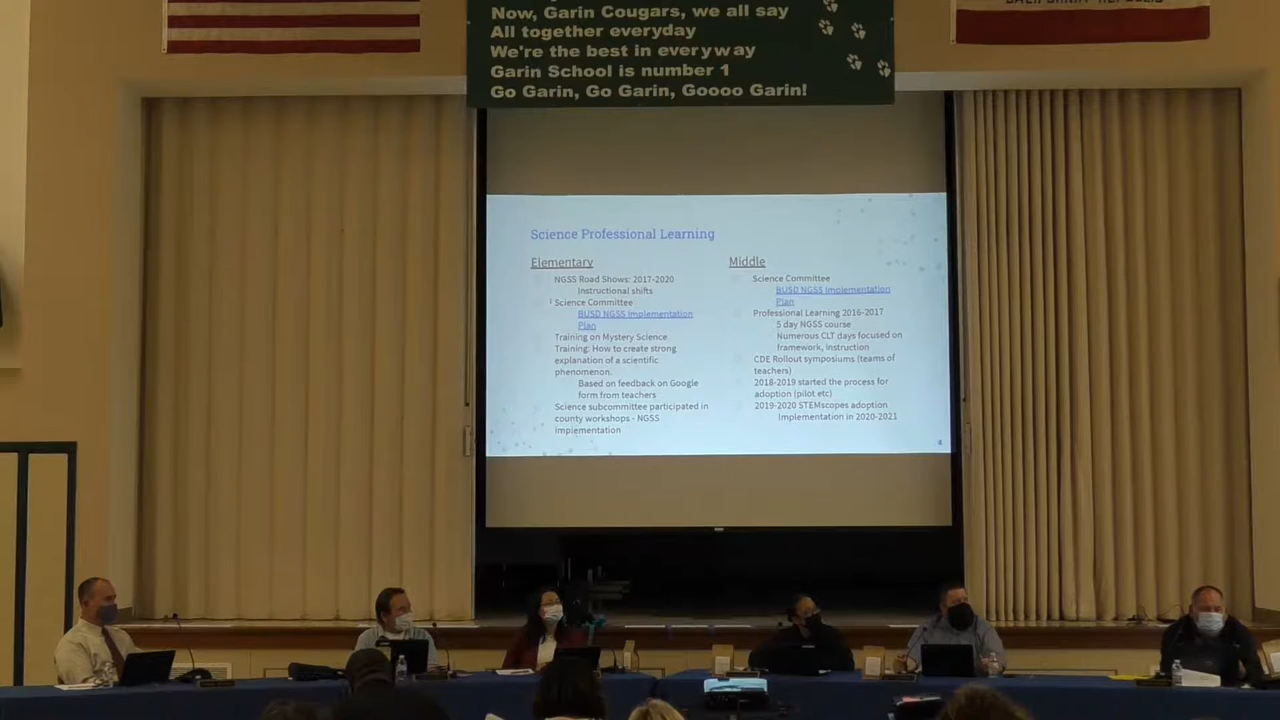 Now, Garin Cougars, we all say
All together everyday
We're the best in everyway
Garin School is number 1
Go Garin, Go Garin, Goooo Garin!
CALIFORNIA REPUBLIC
Science Professional Learning
Elementary
NGSS Road Shows: 2017-2020
Instructional shifts
Science Committee
BUSD NGSS Implementation
Plan
Training on Mystery Science
Training: How to create strong
explanation of a scientific
phenomenon.
Based on feedback on Google
form from teachers
Science subcommittee participated in
county workshops - NGSS
implementation
Middle
Science Committee
BUSD NGSS Implementation
Plan
Professional Learning 2016-2017
5 day NGSS course
Numerous CLT days focused on
framework, instruction
CDE Rollout symposiums (teams of
teachers)
2018-2019 started the process for
adoption (pilot etc)
2019-2020 STEMscopes adoption
Implementation in 2020-2021